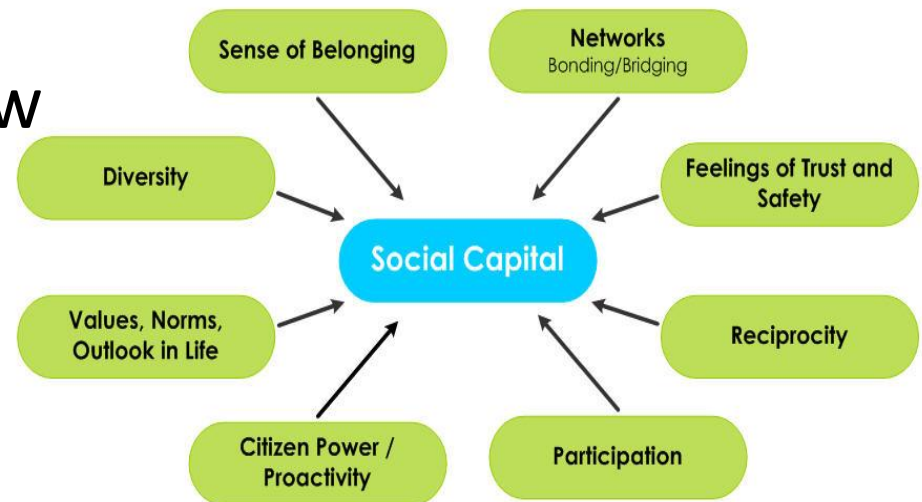 Sense of Belonging
Networks
Bonding/Bridging
Diversity
Feelings of Trust and
Safety
Social Capital
Values, Norms,
Outlook in Life
Reciprocity
Citizen Power /
Proactivity
Participation